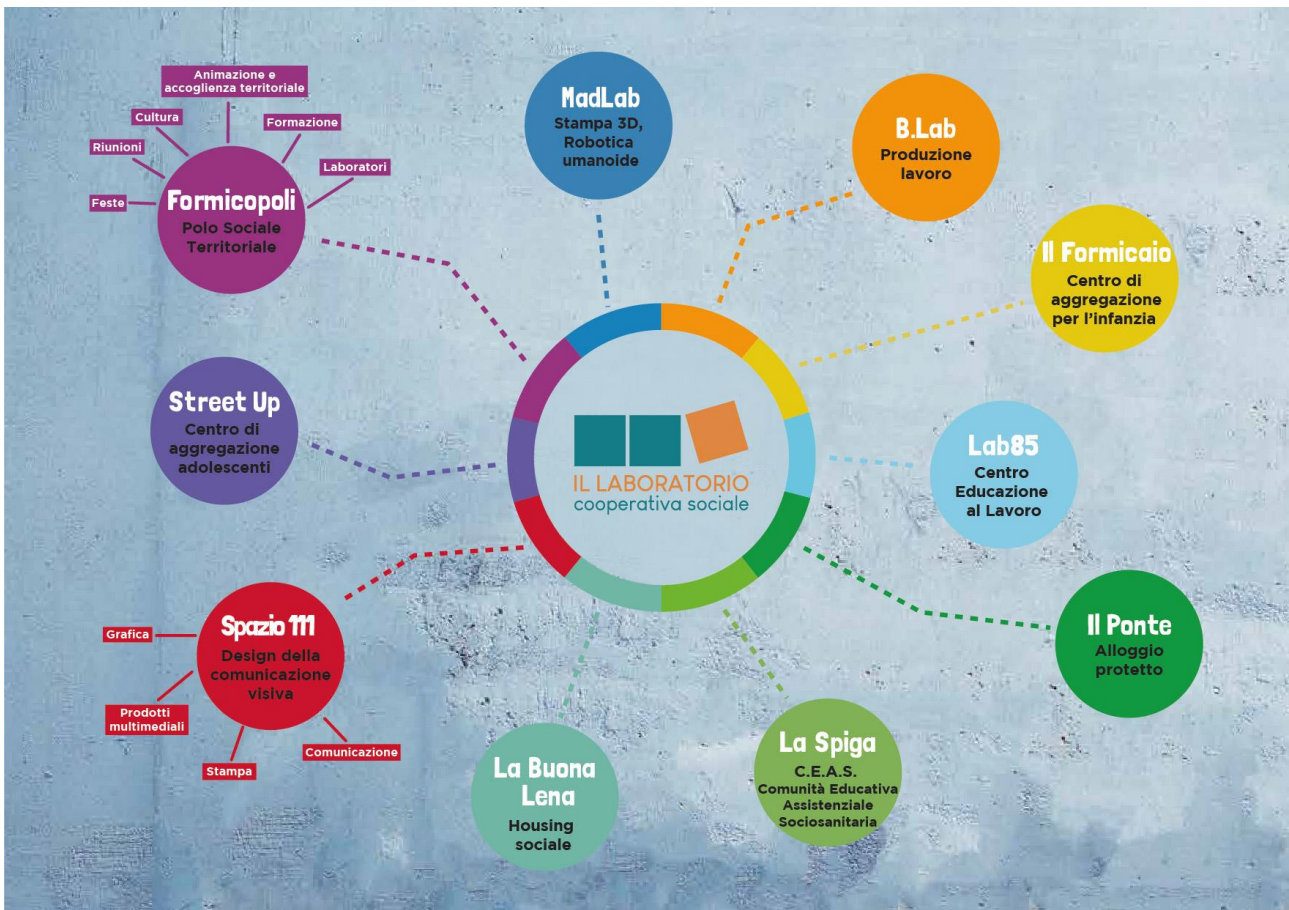 Animazione e
accoglienza territoriale
Cultura
Formazione
Riunioni
Laboratori
Feste
Formicopoli
Polo Sociale
Territoriale
MadLab
Stampa 3D,
Robotica
umanoide
B.Lab
Produzione
lavoro
Il Formicaio
Centro di
aggregazione
per l'infanzia
Street Up
Centro di
aggregazione
adolescenti
IL LABORATORIO
cooperativa sociale
Lab85
Centro
Educazione
al Lavoro
Spazio 111
Design della
comunicazione
visiva
Grafica
Prodotti
multimediali
Stampa
Comunicazione
La Buona
Lena
Housing
sociale
La Spiga
C.E.A.S.
Comunità Educativa
Assistenziale
Sociosanitaria
Il Ponte
Alloggio
protetto